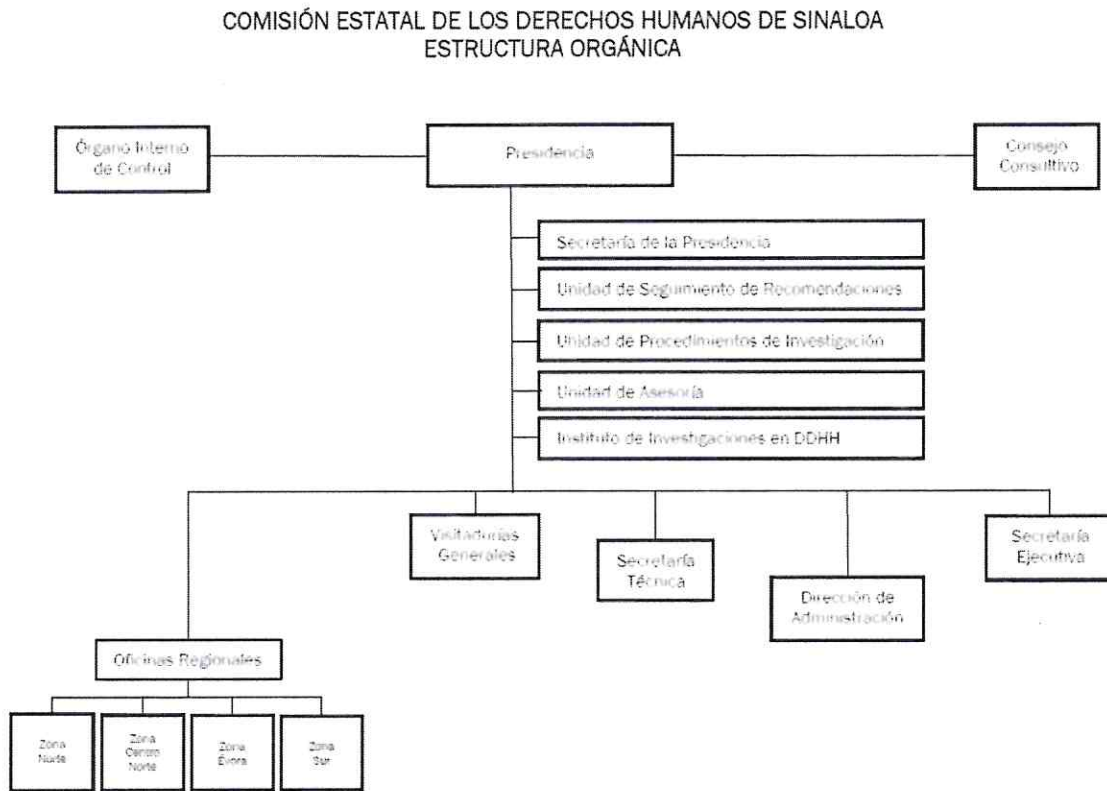 COMISIÓN ESTATAL DE LOS DERECHOS HUMANOS DE SINALOA
ESTRUCTURA ORGÁNICA
Órgano Interno
de Control
Presidencia
Consejo
Consultivo
Secretaría de la Presidencia
Unidad de Seguimiento de Recomendaciones
Unidad de Procedimientos de Investigación
Unidad de Asesoría
Instituto de Investigaciones en DDHH
Visitadurías
Generales
Secretaría
Técnica
Dirección de
Administración
Secretaría
Ejecutiva
Oficinas Regionales
Zona
Norte
Zona
Centro
Norte
Zona
Évora
Zona
Sur